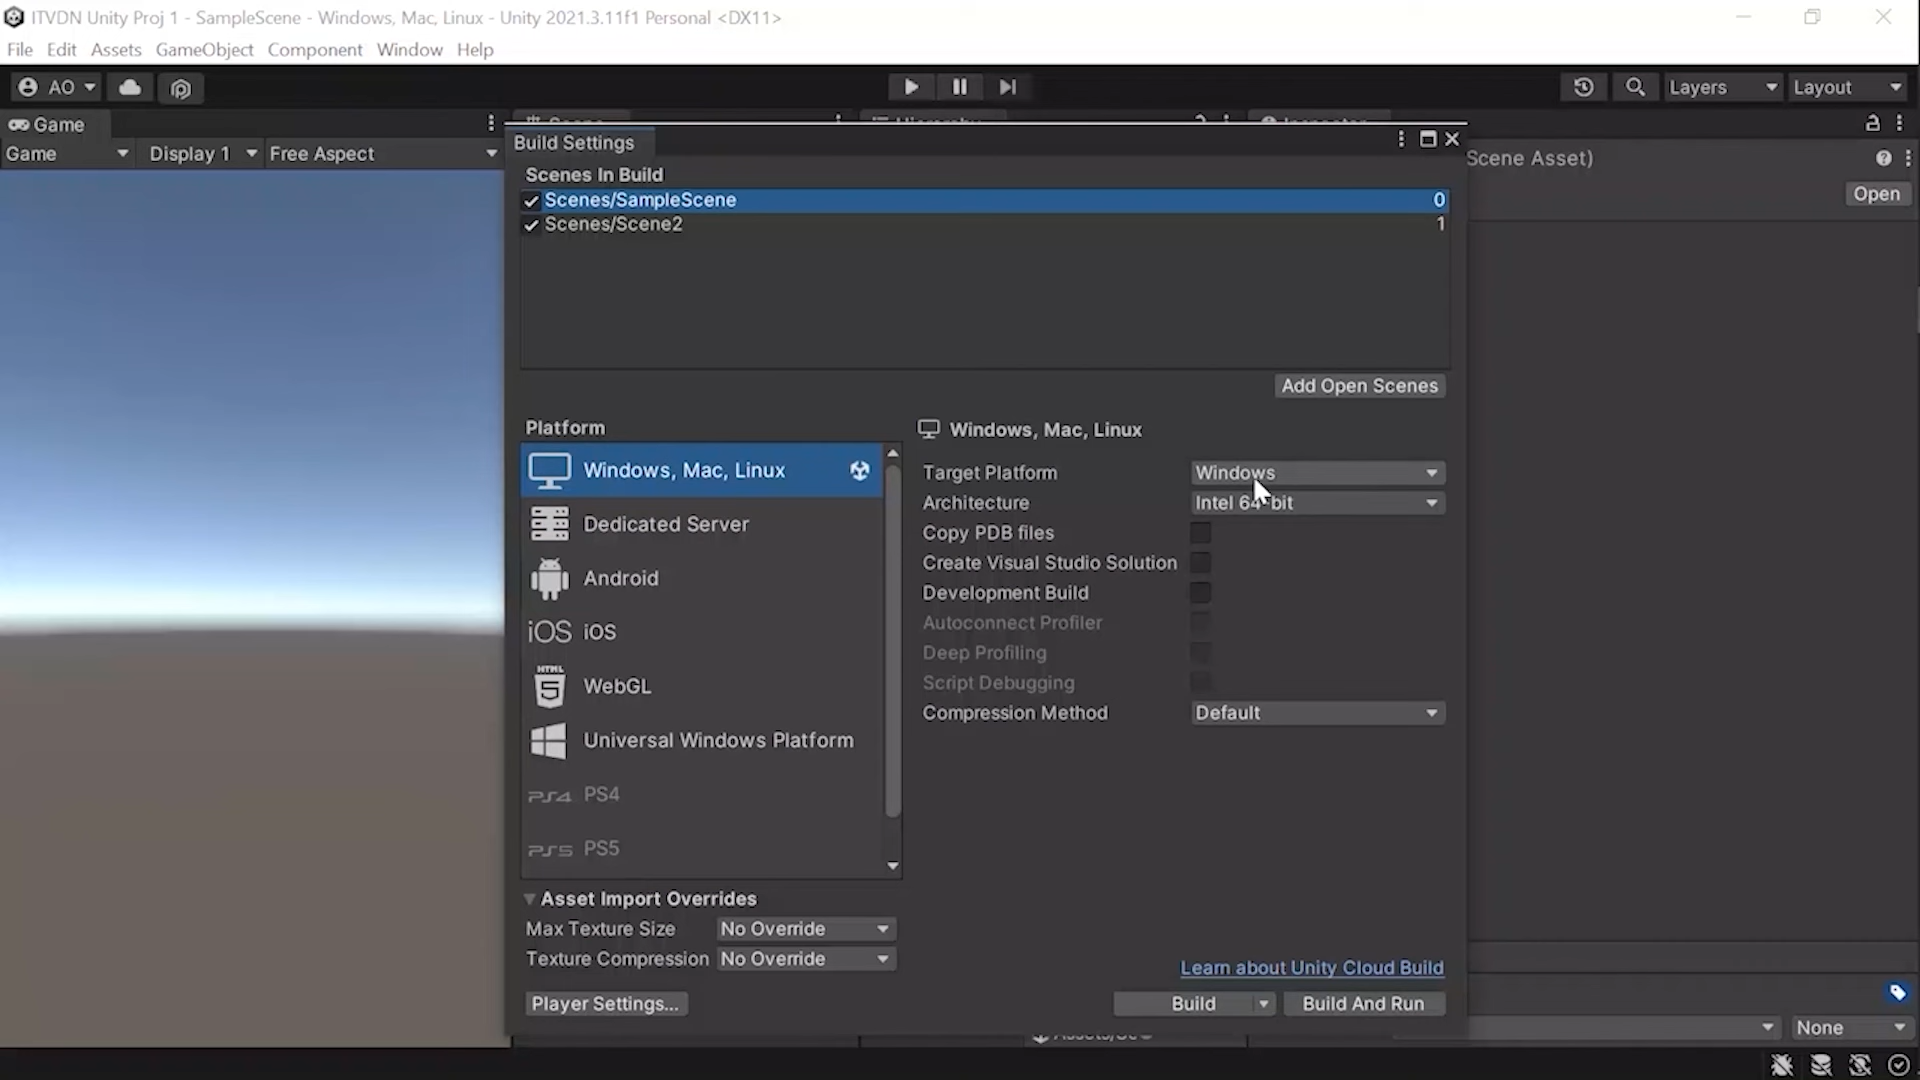 ITVDN Unity Proj 1 - SampleScene - Windows, Mac, Linux - Unity 2021.3.11f1 Personal <DX11>
File Edit Assets GameObject Component Window Help
AO Layers Layout
Game
Game Display 1 Free Aspect
Build Settings
Scene Asset)
Open
Scenes In Build
Scenes/SampleScene 0
Scenes/Scene2 1
Add Open Scenes
Platform
Windows, Mac, Linux
Dedicated Server
Android
iOS iOS
HTML 5 WebGL
Universal Windows Platform
PS4 PS4
PS5 PS5
Windows, Mac, Linux
Target Platform Windows
Architecture Intel 64-bit
Copy PDB files
Create Visual Studio Solution
Development Build
Autoconnect Profiler
Deep Profiling
Script Debugging
Compression Method Default
Asset Import Overrides
Max Texture Size No Override
Texture Compression No Override
Learn about Unity Cloud Build
Player Settings... Build Build And Run
None